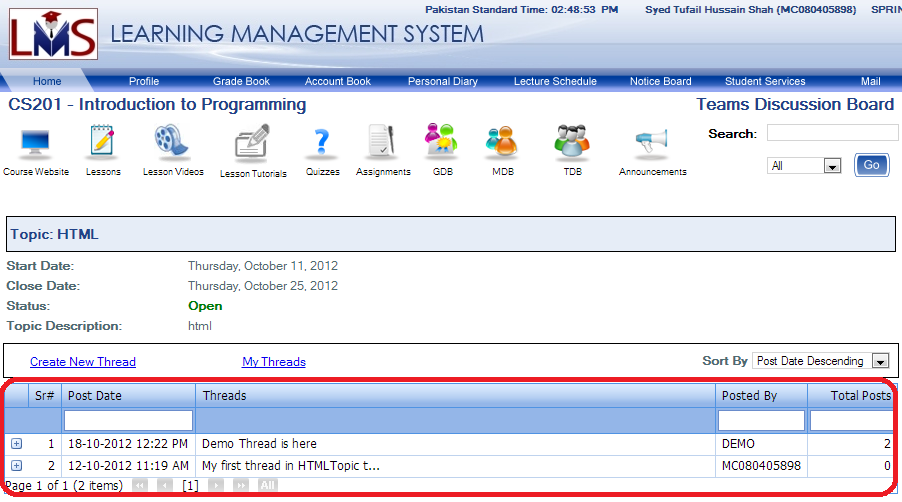 Pakistan Standard Time: 02:48:53 PM Syed Tufail Hussain Shah (MC080405898) SPRIN
LMS LEARNING MANAGEMENT SYSTEM
Home Profile Grade Book Account Book Personal Diary Lecture Schedule Notice Board Student Services Mail
CS201 - Introduction to Programming Teams Discussion Board
Search:
Course Website Lessons Lesson Videos Lesson Tutorials Quizzes Assignments GDB MDB TDB Announcements
All Go
Topic: HTML
Start Date: Thursday, October 11, 2012
Close Date: Thursday, October 25, 2012
Status: Open
Topic Description: html
Create New Thread My Threads Sort By Post Date Descending
Sr# Post Date Threads Posted By Total Posts
1 18-10-2012 12:22 PM Demo Thread is here DEMO 2
2 12-10-2012 11:19 AM My first thread in HTMLTopic t... MC080405898 0
Page 1 of 1 (2 items) [1] All